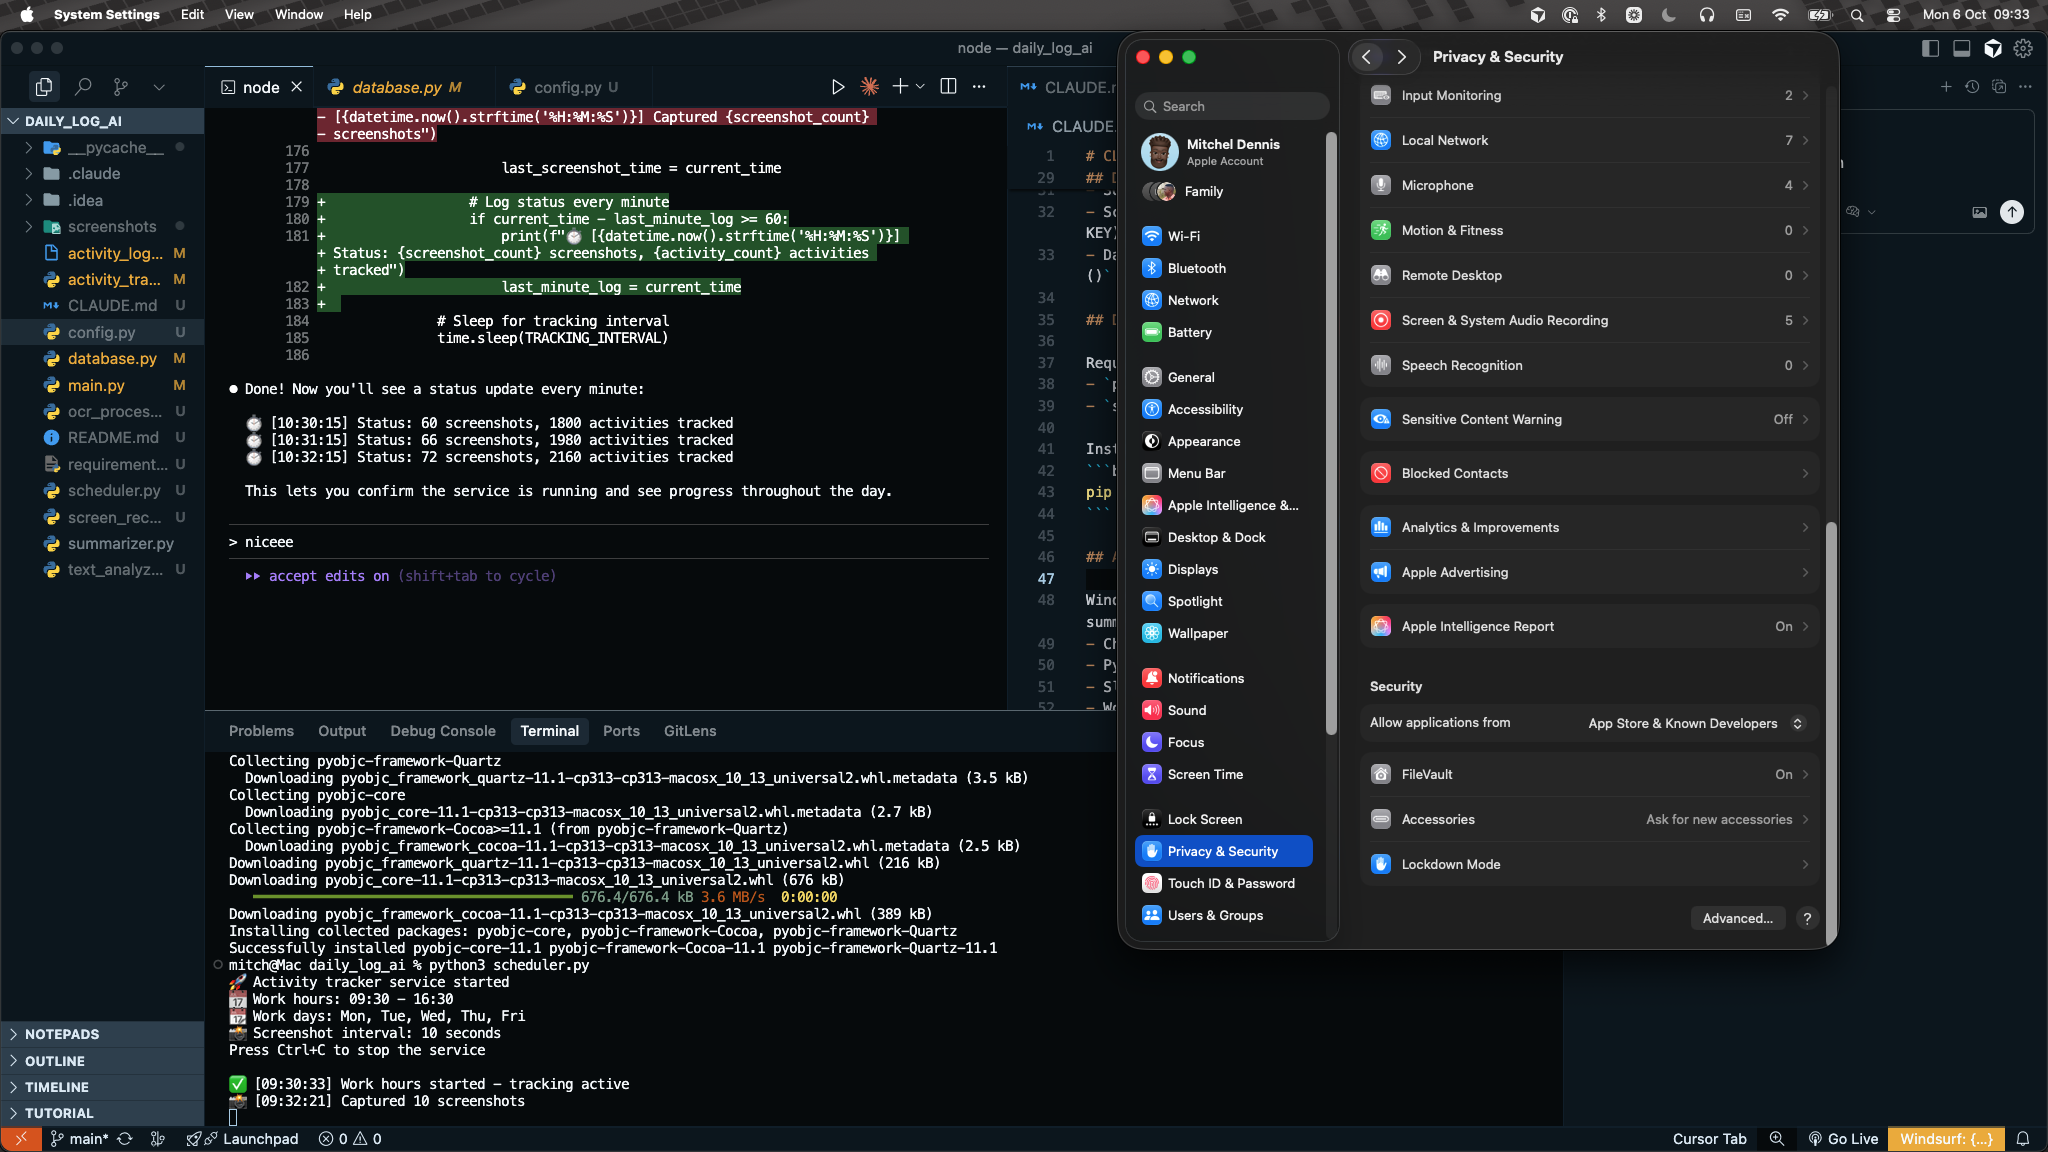 System Settings Edit View Window Help
Mon 6 Oct 09:33
node — daily_log_ai
node
database.py M
config.py U
DAILY_LOG_AI
__pycache__
.claude
.idea
screenshots
activity_log... M
activity_tra... M
CLAUDE.md U
config.py U
database.py M
main.py M
ocr_proces... U
README.md U
requirement... U
scheduler.py U
screen_rec... U
summarizer.py
text_analyz... U
NOTEPADS
OUTLINE
TIMELINE
TUTORIAL
- [{datetime.now().strftime('%H:%M:%S')}] Captured {screenshot_count}
- screenshots")
176
177 last_screenshot_time = current_time
178
179 + # Log status every minute
180 + if current_time - last_minute_log >= 60:
181 + print(f"⏱️ [{datetime.now().strftime('%H:%M:%S')}]
+ Status: {screenshot_count} screenshots, {activity_count} activities
+ tracked")
182 + last_minute_log = current_time
183 +
184 # Sleep for tracking interval
185 time.sleep(TRACKING_INTERVAL)
186
● Done! Now you'll see a status update every minute:
⏱️ [10:30:15] Status: 60 screenshots, 1800 activities tracked
⏱️ [10:31:15] Status: 66 screenshots, 1980 activities tracked
⏱️ [10:32:15] Status: 72 screenshots, 2160 activities tracked
This lets you confirm the service is running and see progress throughout the day.
> niceee
accept edits on (shift+tab to cycle)
CLAUDE.
1 # CL
29 ## D
32 - Sc
KEY)
33 - Da
()`
34
35 ## D
36
37 Requ
38 - `p
39 - `s
40
41 Inst
42 ```b
43 pip
44 ```
45
46 ## A
47
48 Wind
summ
49 - Ch
50 - Py
51 - Sl
52 - Wo
Problems Output Debug Console Terminal Ports GitLens
Collecting pyobjc-framework-Quartz
Downloading pyobjc_framework_quartz-11.1-cp313-cp313-macosx_10_13_universal2.whl.metadata (3.5 kB)
Collecting pyobjc-core
Downloading pyobjc_core-11.1-cp313-cp313-macosx_10_13_universal2.whl.metadata (2.7 kB)
Collecting pyobjc-framework-Cocoa>=11.1 (from pyobjc-framework-Quartz)
Downloading pyobjc_framework_cocoa-11.1-cp313-cp313-macosx_10_13_universal2.whl.metadata (2.5 kB)
Downloading pyobjc_framework_quartz-11.1-cp313-cp313-macosx_10_13_universal2.whl (216 kB)
Downloading pyobjc_core-11.1-cp313-cp313-macosx_10_13_universal2.whl (676 kB)
676.4/676.4 kB 3.6 MB/s 0:00:00
Downloading pyobjc_framework_cocoa-11.1-cp313-cp313-macosx_10_13_universal2.whl (389 kB)
Installing collected packages: pyobjc-core, pyobjc-framework-Cocoa, pyobjc-framework-Quartz
Successfully installed pyobjc-core-11.1 pyobjc-framework-Cocoa-11.1 pyobjc-framework-Quartz-11.1
mitch@Mac daily_log_ai % python3 scheduler.py
🚀 Activity tracker service started
📅 Work hours: 09:30 - 16:30
📅 Work days: Mon, Tue, Wed, Thu, Fri
📸 Screenshot interval: 10 seconds
Press Ctrl+C to stop the service
✅ [09:30:33] Work hours started - tracking active
📸 [09:32:21] Captured 10 screenshots
Search
Mitchel Dennis
Apple Account
Family
Wi-Fi
Bluetooth
Network
Battery
General
Accessibility
Appearance
Menu Bar
Apple Intelligence &...
Desktop & Dock
Displays
Spotlight
Wallpaper
Notifications
Sound
Focus
Screen Time
Lock Screen
Privacy & Security
Touch ID & Password
Users & Groups
Privacy & Security
Input Monitoring 2
Local Network 7
Microphone 4
Motion & Fitness 0
Remote Desktop 0
Screen & System Audio Recording 5
Speech Recognition 0
Sensitive Content Warning Off
Blocked Contacts
Analytics & Improvements
Apple Advertising
Apple Intelligence Report On
Security
Allow applications from App Store & Known Developers
FileVault On
Accessories Ask for new accessories
Lockdown Mode
Advanced... ?
main* Launchpad 0 0
Cursor Tab Go Live Windsurf: {...}